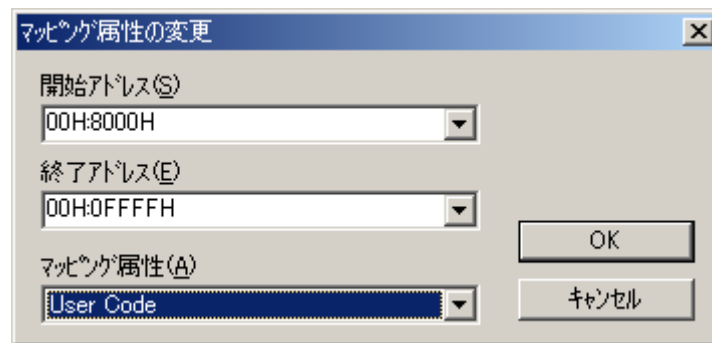 ﾏｯﾋﾟﾝｸﾞ属性の変更
開始ｱﾄﾞﾚｽ(S)
00H:8000H
終了ｱﾄﾞﾚｽ(E)
00H:0FFFFH
OK
ﾏｯﾋﾟﾝｸﾞ属性(A)
User Code
ｷｬﾝｾﾙ